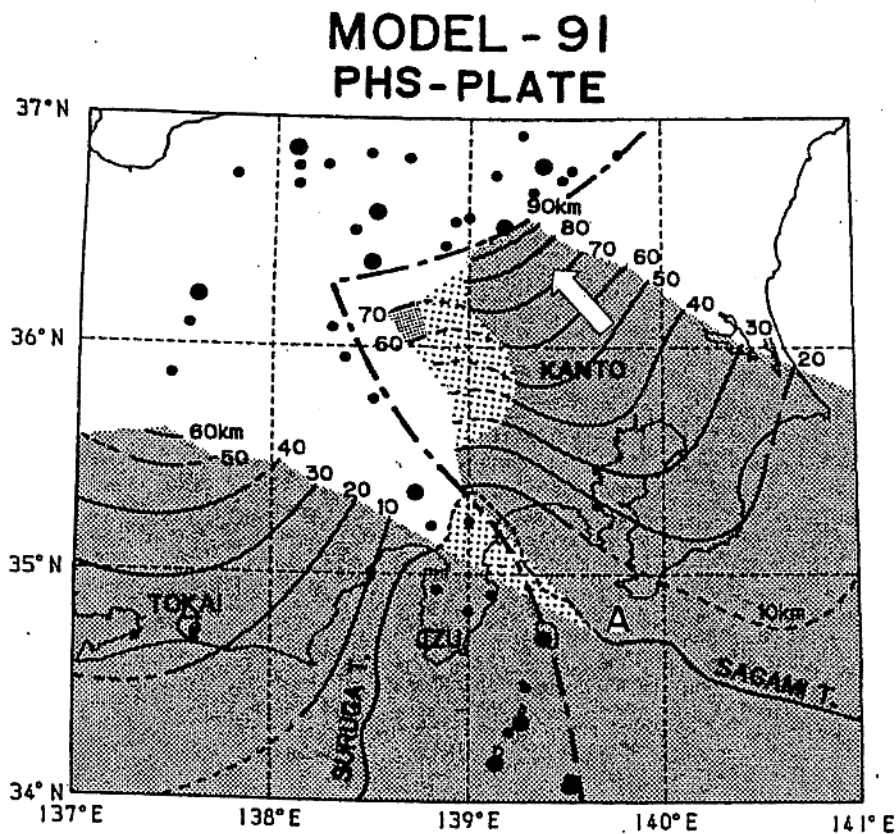 MODEL - 91
PHS-PLATE
37°N
90km
80
70
60
50
40
30
20
70
60
36°N
KANTO
60km
50
40
30
20
10
35°N
TOKAI
IZU
A
10km
SURUGA T.
SAGAMI T.
34°N
137°E
138°E
139°E
140°E
141°E